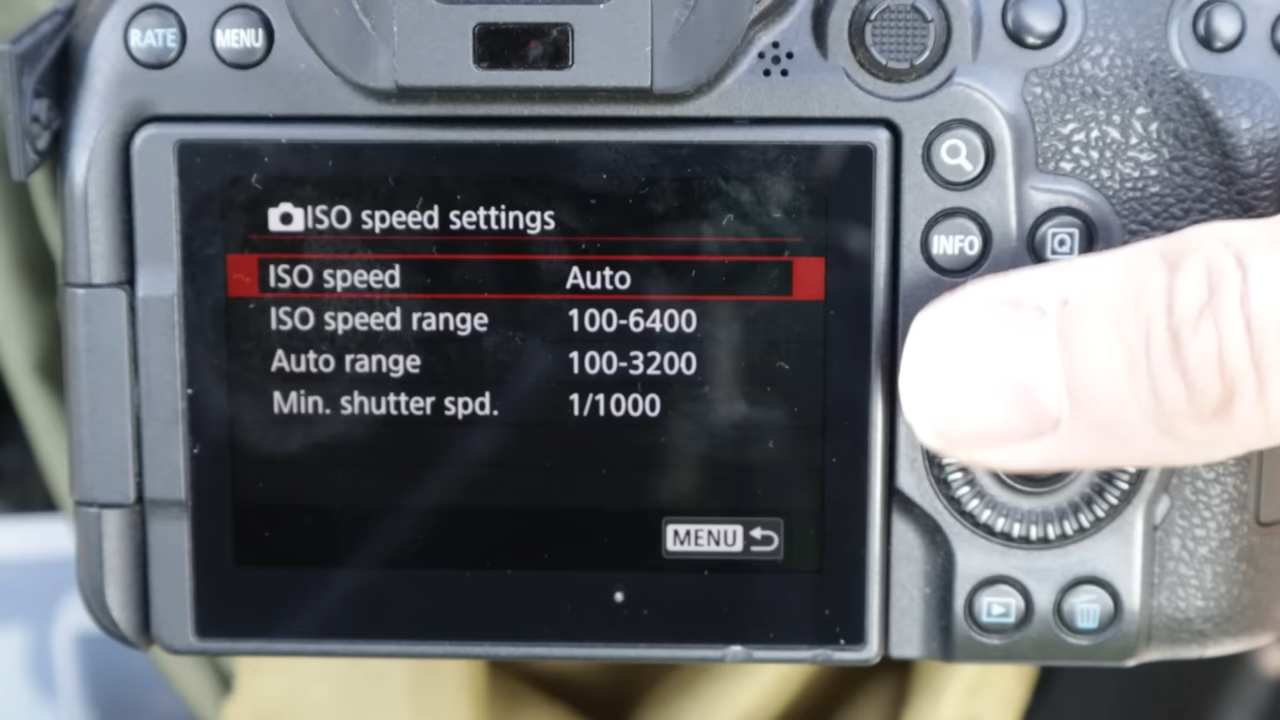 RATE MENU
ISO speed settings
ISO speed Auto
ISO speed range 100-6400
Auto range 100-3200
Min. shutter spd. 1/1000
MENU
INFO
Q